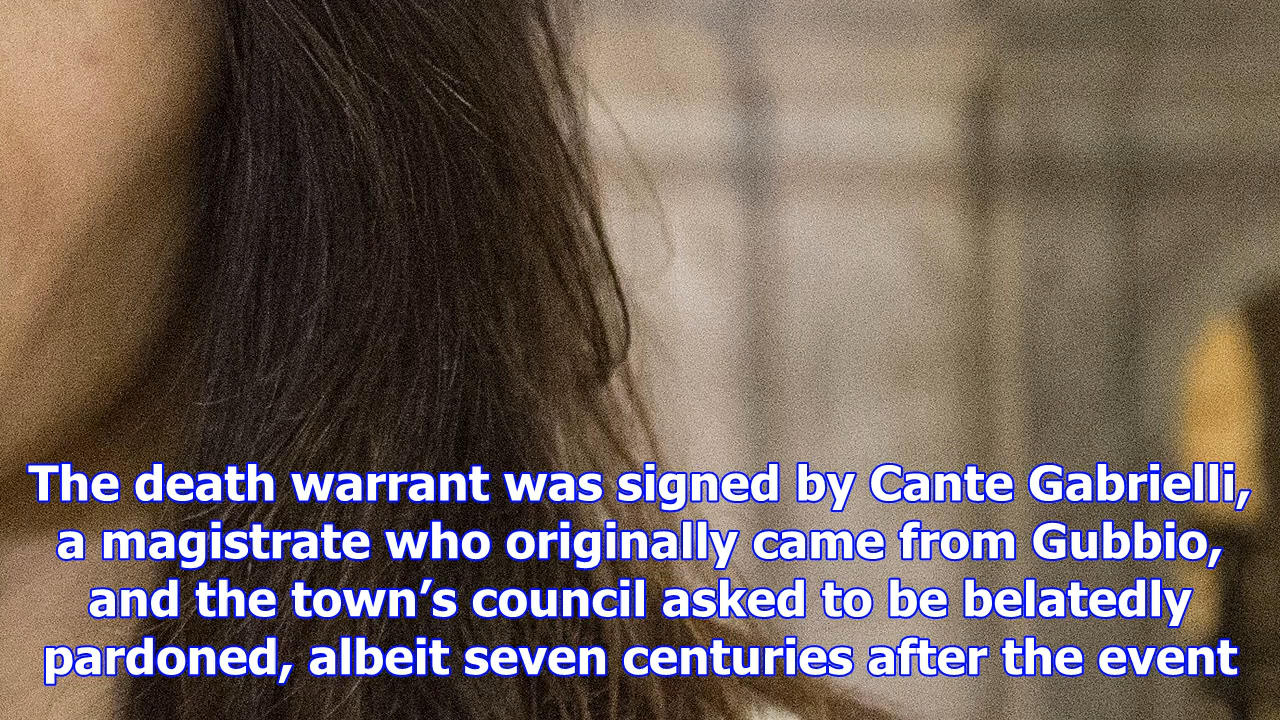 The death warrant was signed by Cante Gabrielli,
a magistrate who originally came from Gubbio,
and the town’s council asked to be belatedly
pardoned, albeit seven centuries after the event